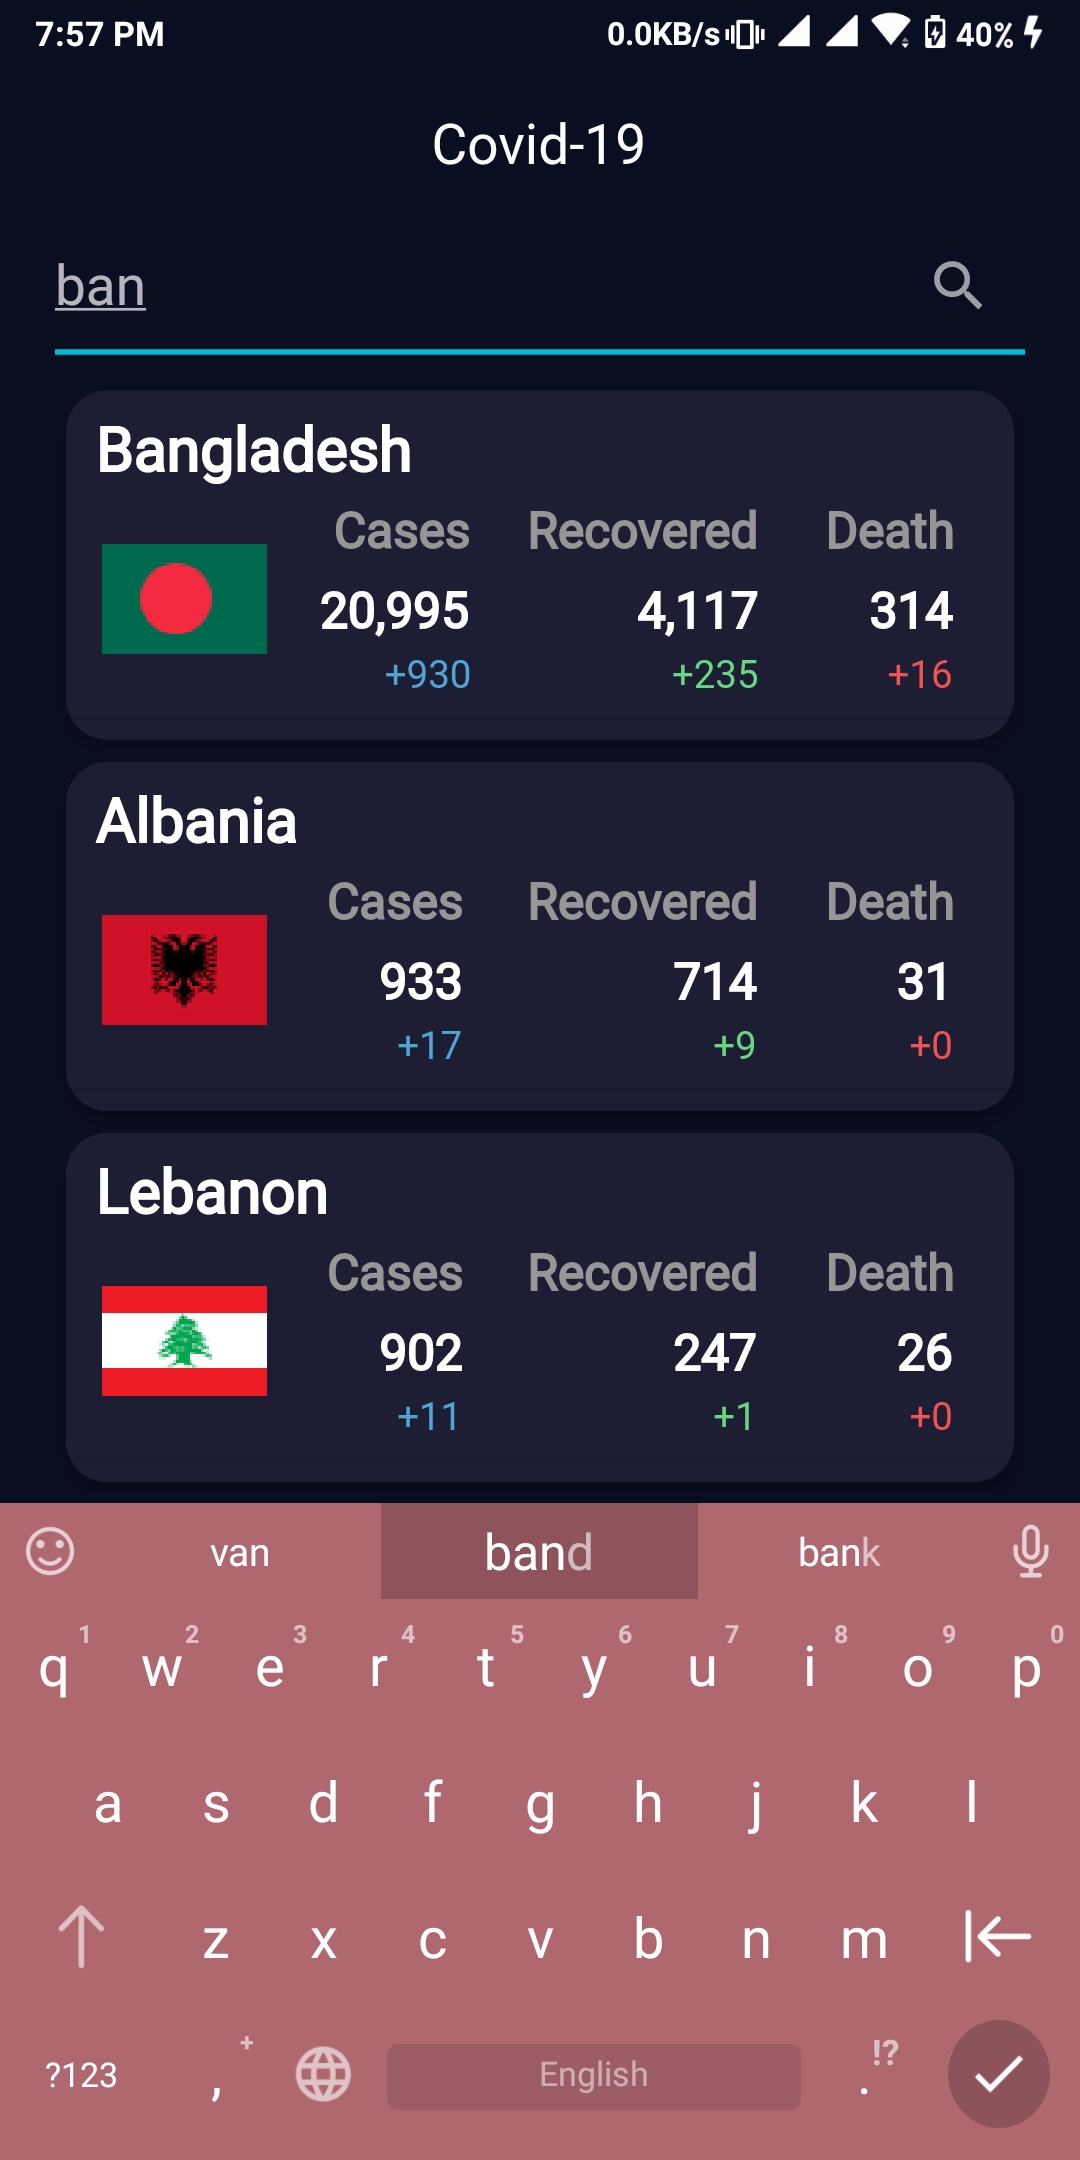 7:57 PM 0.0KB/s 40%
Covid-19
ban
Bangladesh
Cases Recovered Death
20,995 4,117 314
+930 +235 +16
Albania
Cases Recovered Death
933 714 31
+17 +9 +0
Lebanon
Cases Recovered Death
902 247 26
+11 +1 +0
van band bank
1 2 3 4 5 6 7 8 9 0
q w e r t y u i o p
a s d f g h j k l
z x c v b n m
+ !?
?123 , English .